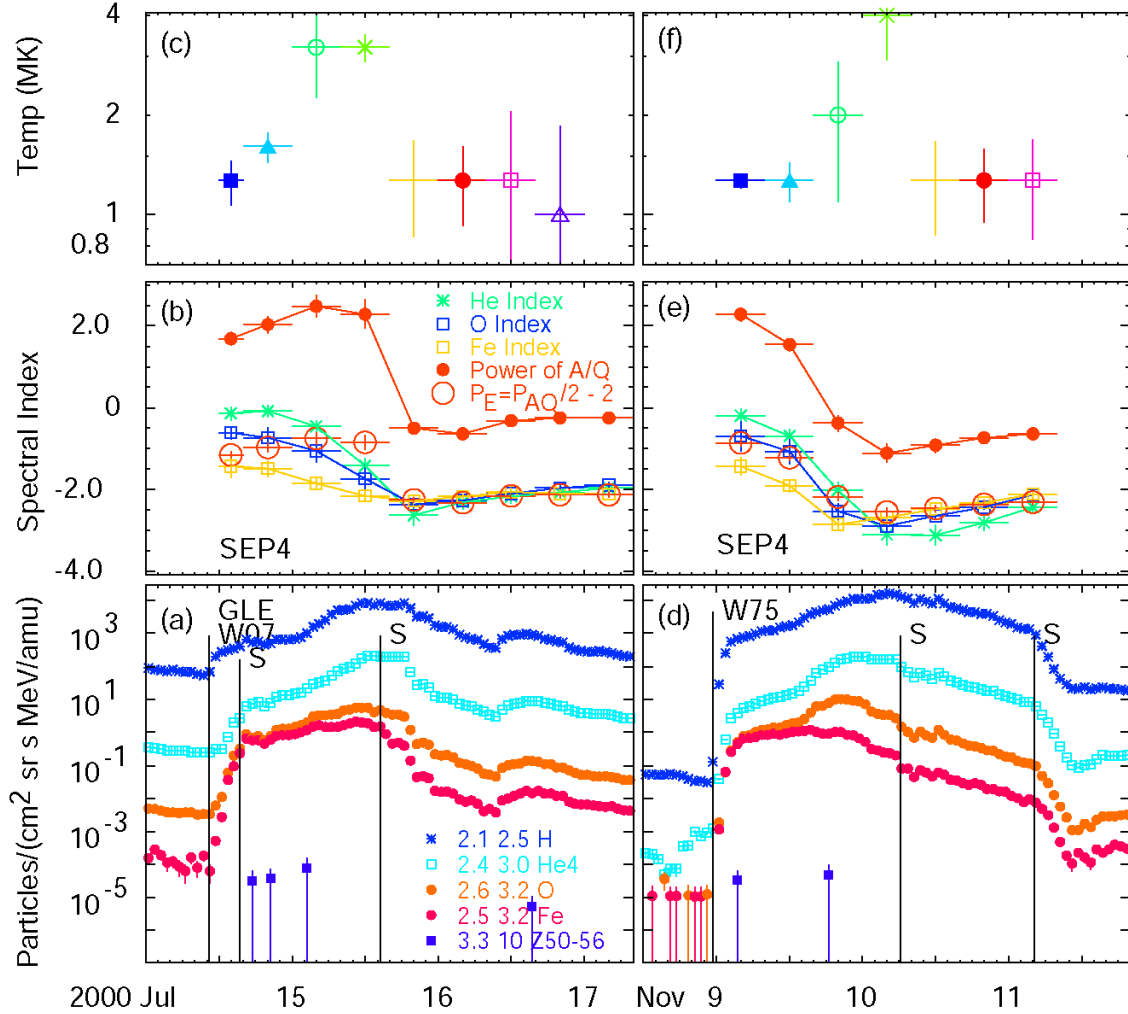 4
2
1
0.8
Temp (MK)
(c)
(f)
2.0
0
-2.0
-4.0
Spectral Index
(b)
He Index
O Index
Fe Index
Power of A/Q
P_E=P_AQ/2 - 2
SEP4
(e)
SEP4
10^3
10^1
10^-1
10^-3
10^-5
Particles/(cm^2 sr s MeV/amu)
(a)
GLE
W07
S
S
2.1 2.5 H
2.4 3.0 He4
2.6 3.2 O
2.5 3.2 Fe
3.3 10 Z50-56
(d)
W75
S
S
2000 Jul 15 16 17 Nov 9 10 11